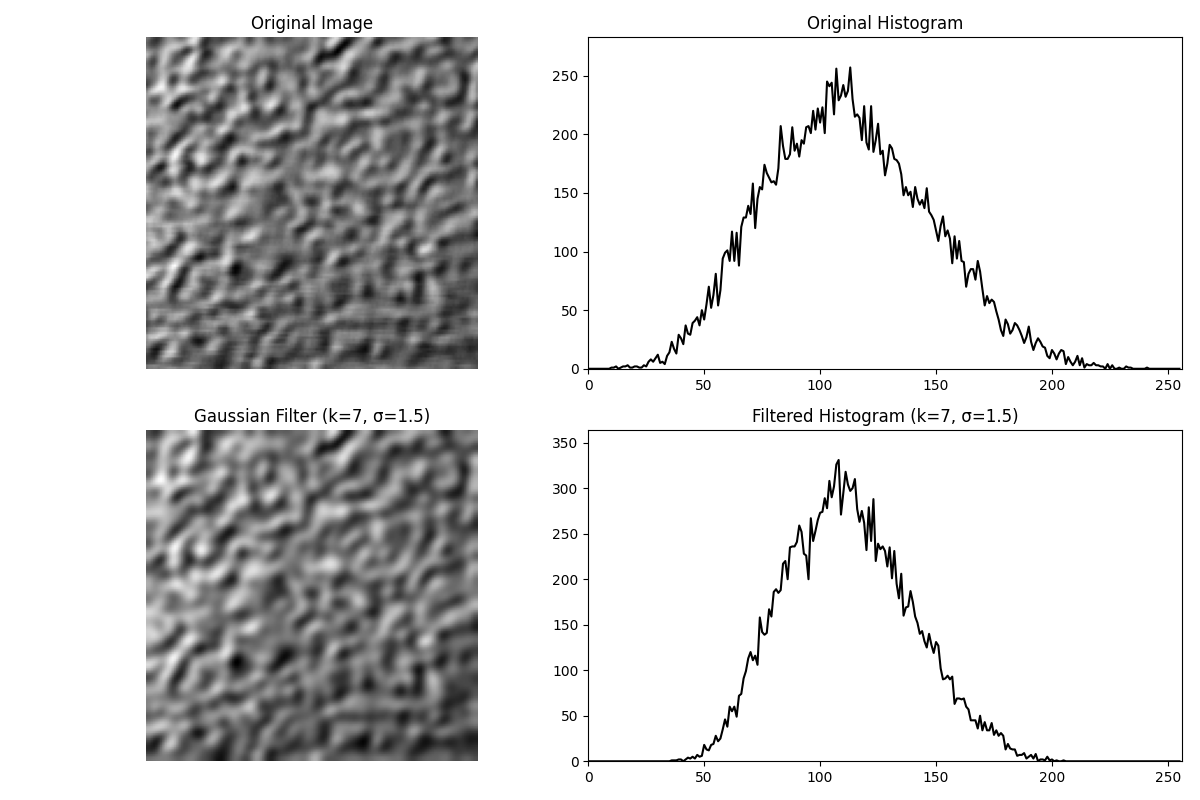 Original Image
Original Histogram
250
200
150
100
50
0
0 50 100 150 200 250
Gaussian Filter (k=7, σ=1.5)
Filtered Histogram (k=7, σ=1.5)
350
300
250
200
150
100
50
0
0 50 100 150 200 250